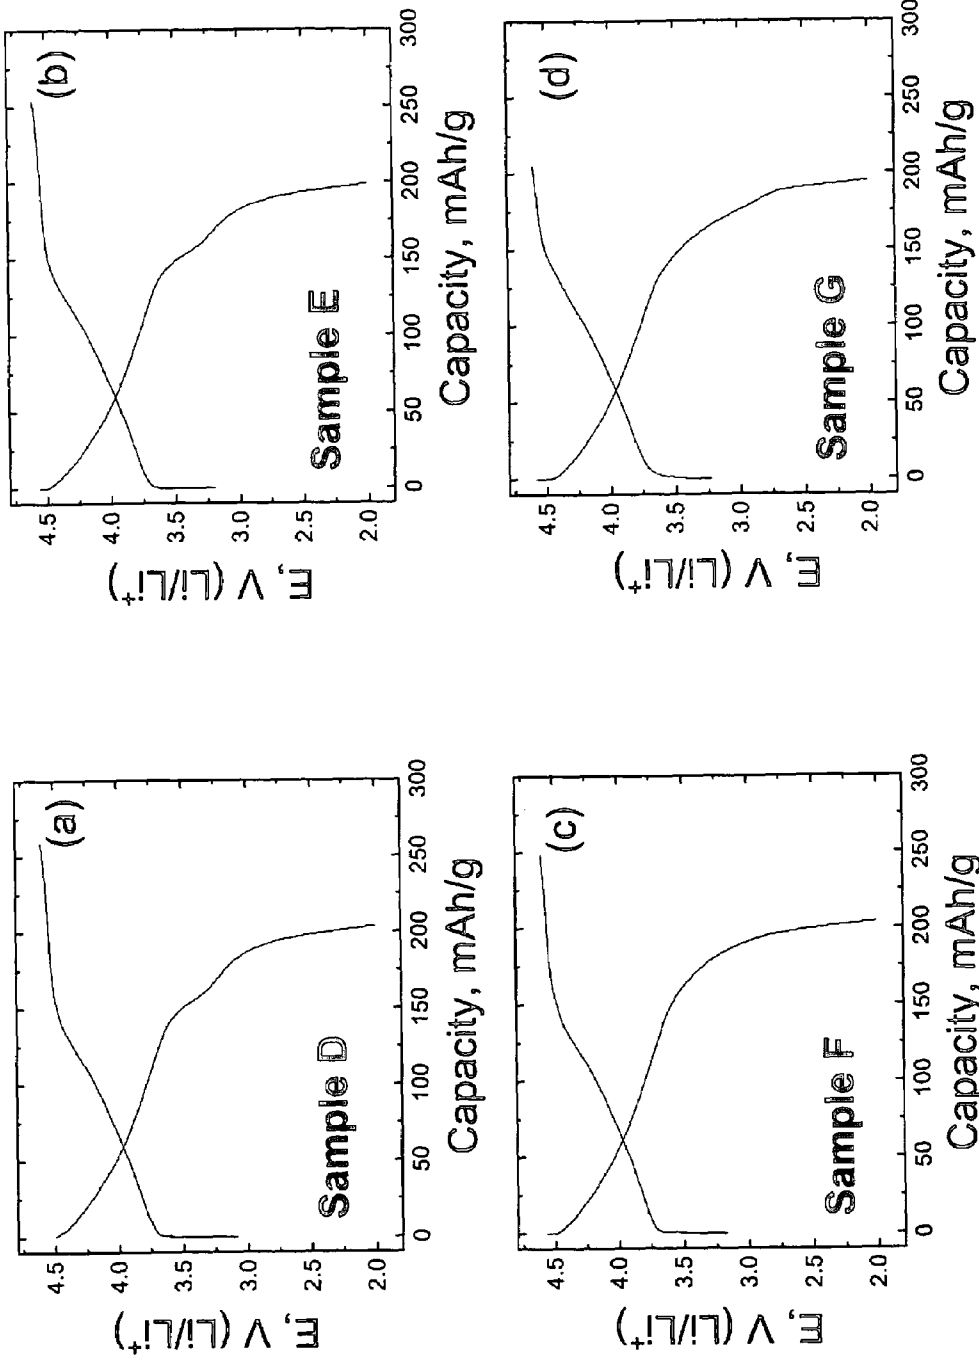 (a)
Sample D
E, V (Li/Li⁺)
4.5
4.0
3.5
3.0
2.5
2.0
0 50 100 150 200 250 300
Capacity, mAh/g
(b)
Sample E
E, V (Li/Li⁺)
4.5
4.0
3.5
3.0
2.5
2.0
0 50 100 150 200 250 300
Capacity, mAh/g
(c)
Sample F
E, V (Li/Li⁺)
4.5
4.0
3.5
3.0
2.5
2.0
0 50 100 150 200 250 300
Capacity, mAh/g
(d)
Sample G
E, V (Li/Li⁺)
4.5
4.0
3.5
3.0
2.5
2.0
0 50 100 150 200 250 300
Capacity, mAh/g